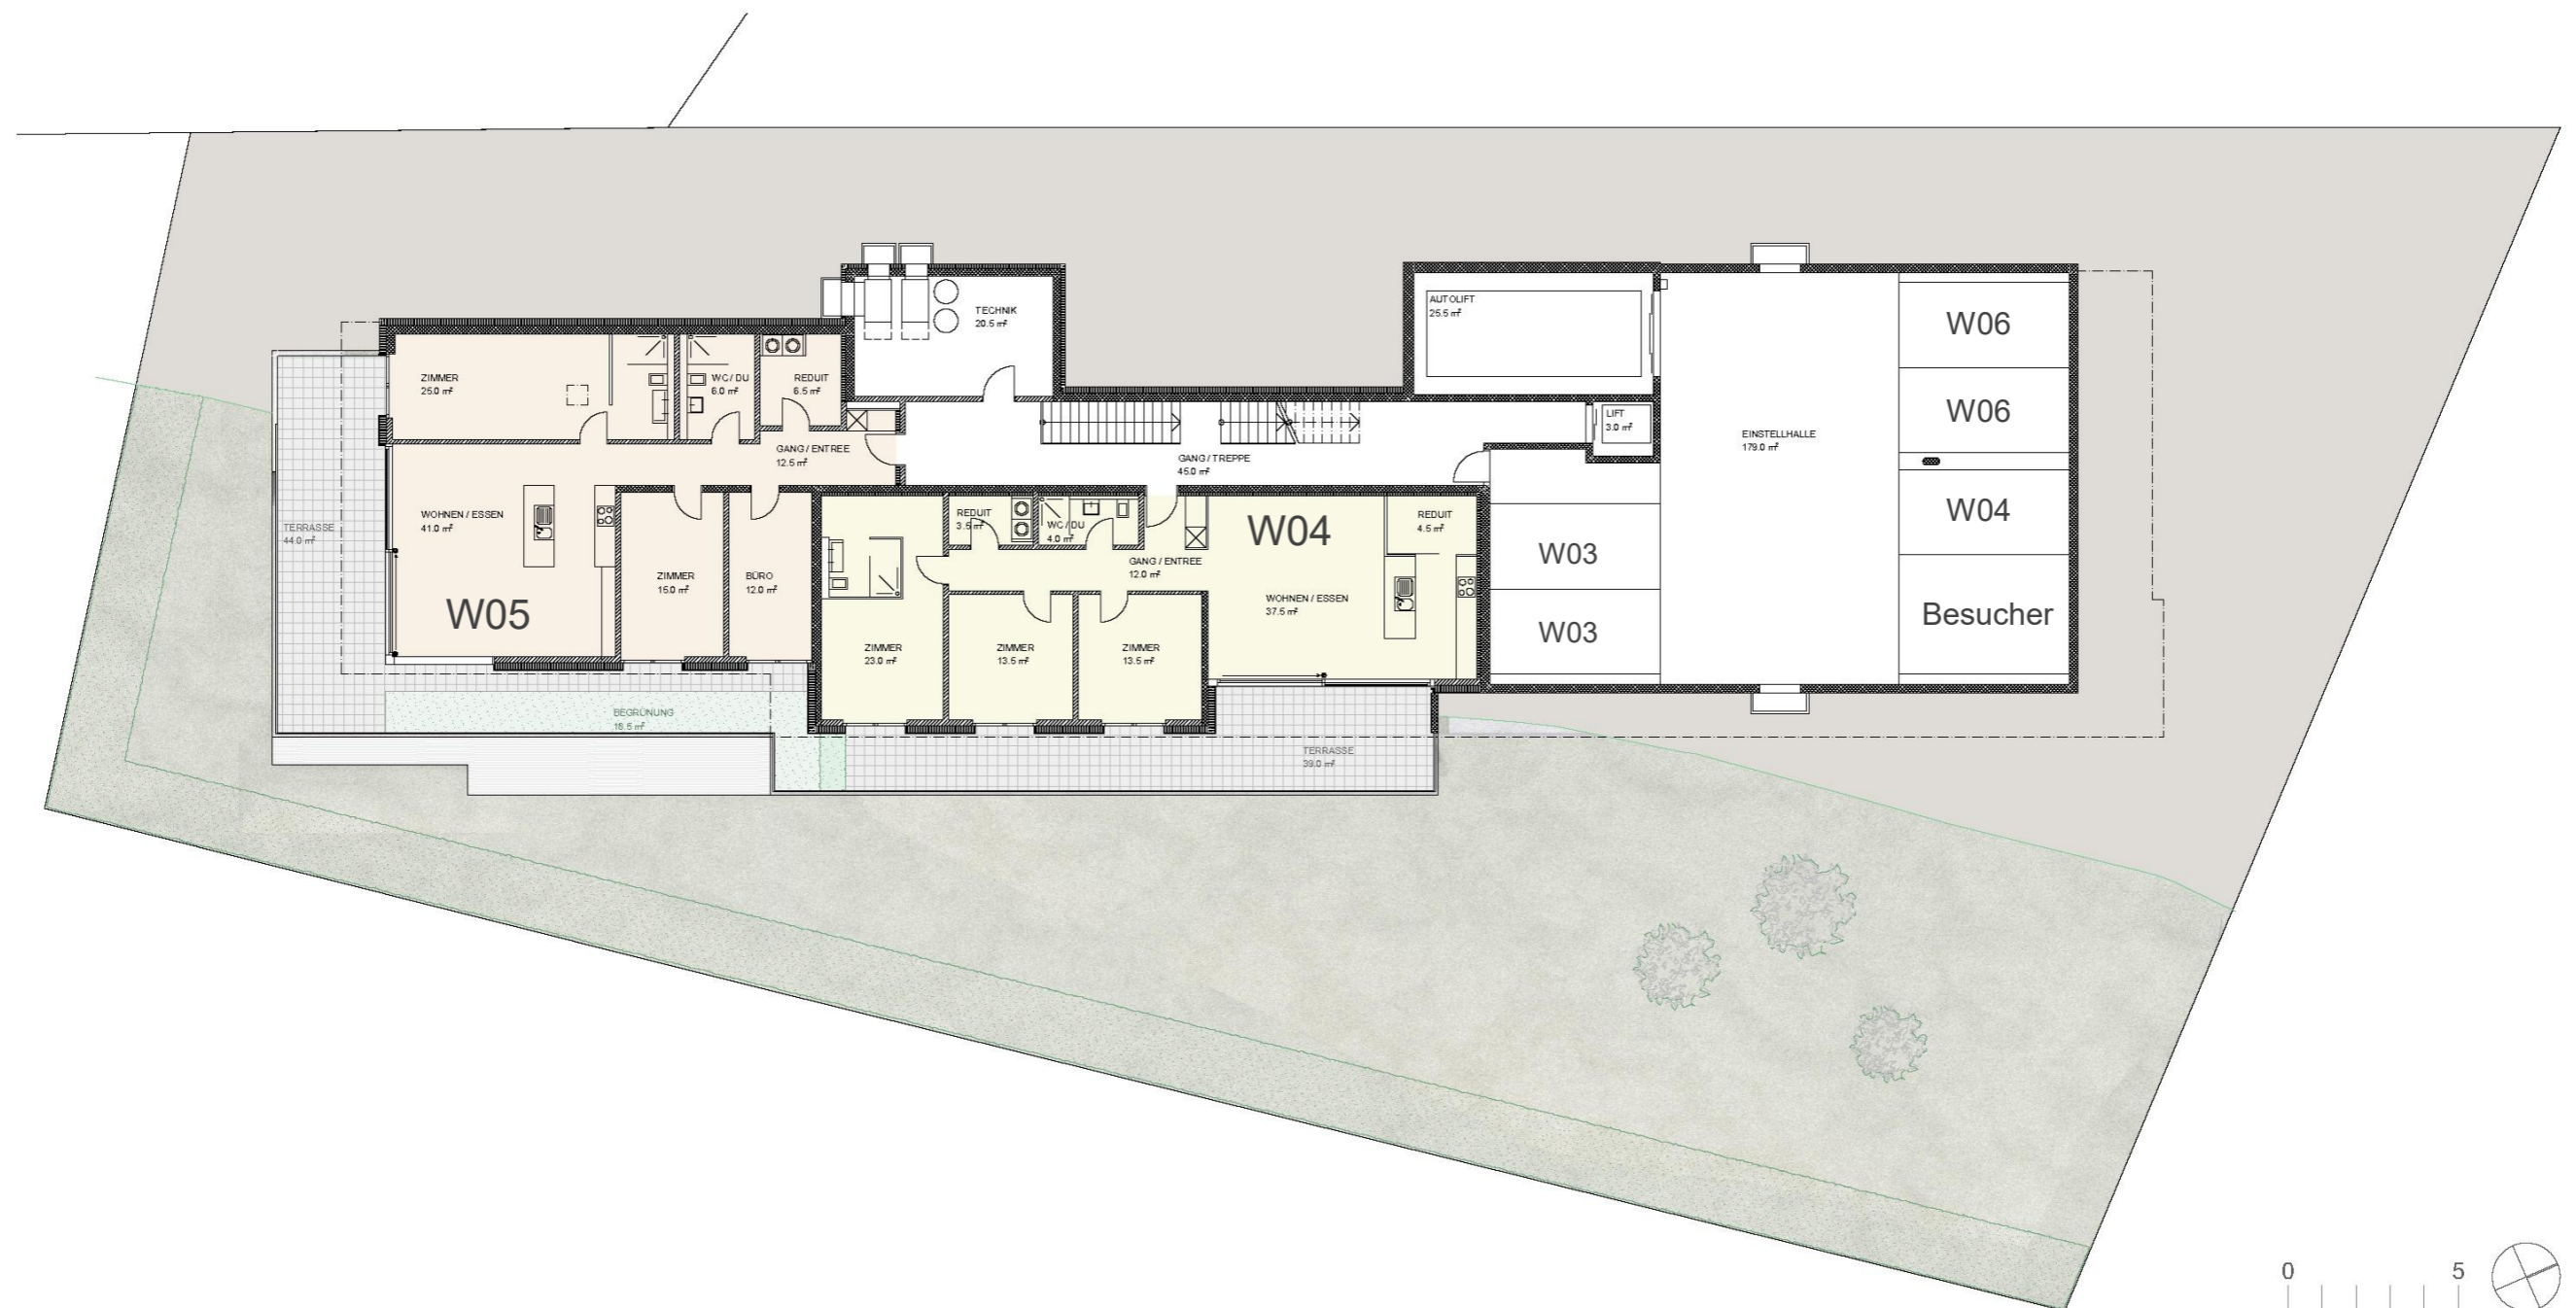 TECHNIK
20.5 m²
AUTOLIFT
25.5 m²
W06
ZIMMER
25.0 m²
WC / DU
6.0 m²
REDUIT
6.5 m²
W06
LIFT
3.0 m²
EINSTELLHALLE
179.0 m²
GANG / ENTREE
12.5 m²
GANG / TREPPE
45.0 m²
TERRASSE
44.0 m²
WOHNEN / ESSEN
41.0 m²
REDUIT
3.5 m²
WC / DU
4.0 m²
W04
REDUIT
4.5 m²
W04
W03
GANG / ENTREE
12.0 m²
ZIMMER
15.0 m²
BÜRO
12.0 m²
W05
WOHNEN / ESSEN
37.5 m²
Besucher
W03
ZIMMER
23.0 m²
ZIMMER
13.5 m²
ZIMMER
13.5 m²
BEGRÜNUNG
18.5 m²
TERRASSE
39.0 m²
0 5